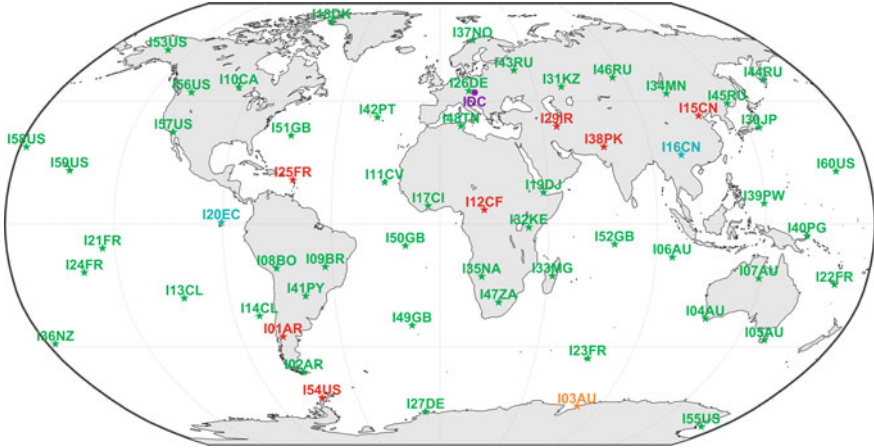 I18DK
I37NO
I53US
I43RU
I46RU
I44RU
I56US
I10CA
I26DE
I31KZ
I34MN
IDC
I45RU
I42PT
I15CN
I57US
I51GB
I48TN
I29IR
I30JP
I58US
I38PK
I16CN
I59US
I25FR
I60US
I11CV
I19DJ
I17CI
I12CF
I39PW
I20EC
I32KE
I21FR
I50GB
I52GB
I06AU
I40PG
I24FR
I08BO
I09BR
I35NA
I33MG
I07AU
I22FR
I13CL
I41PY
I47ZA
I14CL
I49GB
I04AU
I01AR
I05AU
I36NZ
I23FR
I02AR
I54US
I27DE
I03AU
I55US